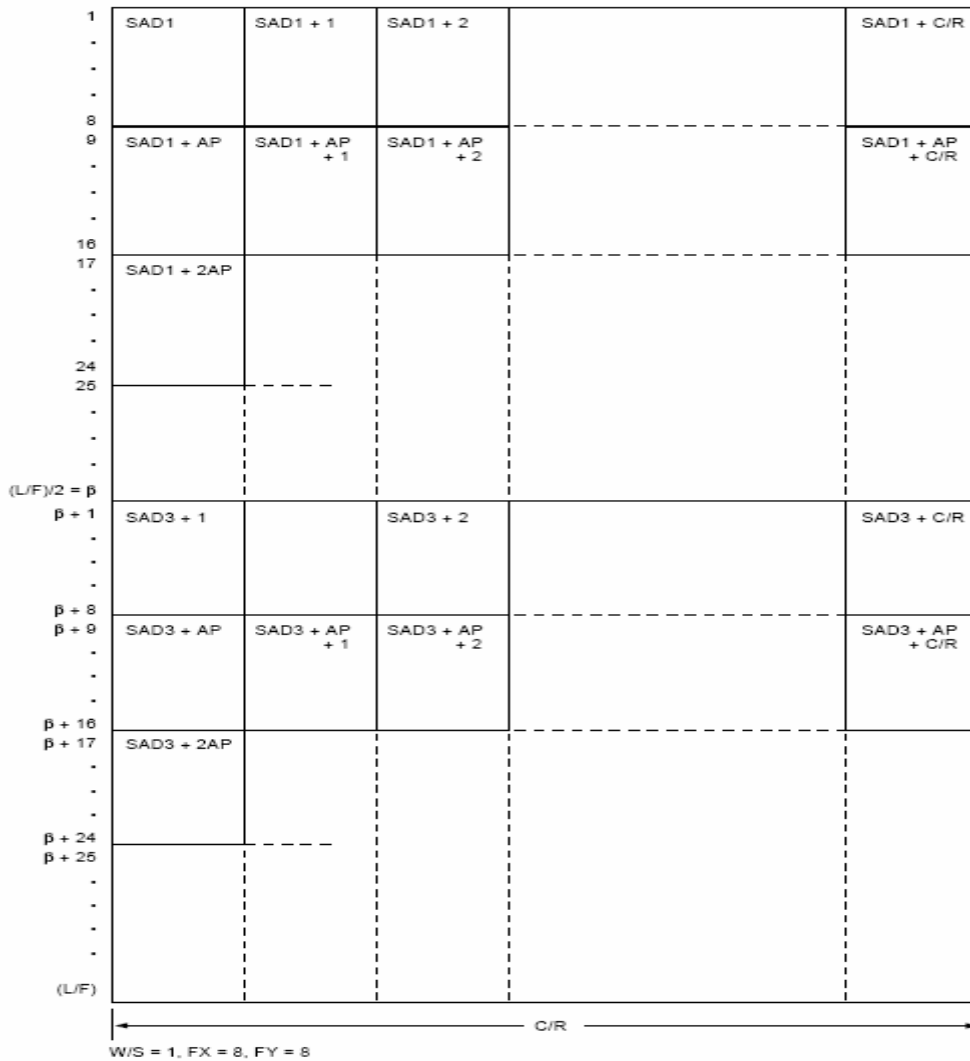 1 SAD1 SAD1 + 1 SAD1 + 2 SAD1 + C/R
8
9 SAD1 + AP SAD1 + AP + 1 SAD1 + AP + 2 SAD1 + AP + C/R
16
17 SAD1 + 2AP
24
25
(L/F)/2 = β
β + 1 SAD3 + 1 SAD3 + 2 SAD3 + C/R
β + 8
β + 9 SAD3 + AP SAD3 + AP + 1 SAD3 + AP + 2 SAD3 + AP + C/R
β + 16
β + 17 SAD3 + 2AP
β + 24
β + 25
(L/F)
C/R
W/S = 1, FX = 8, FY = 8